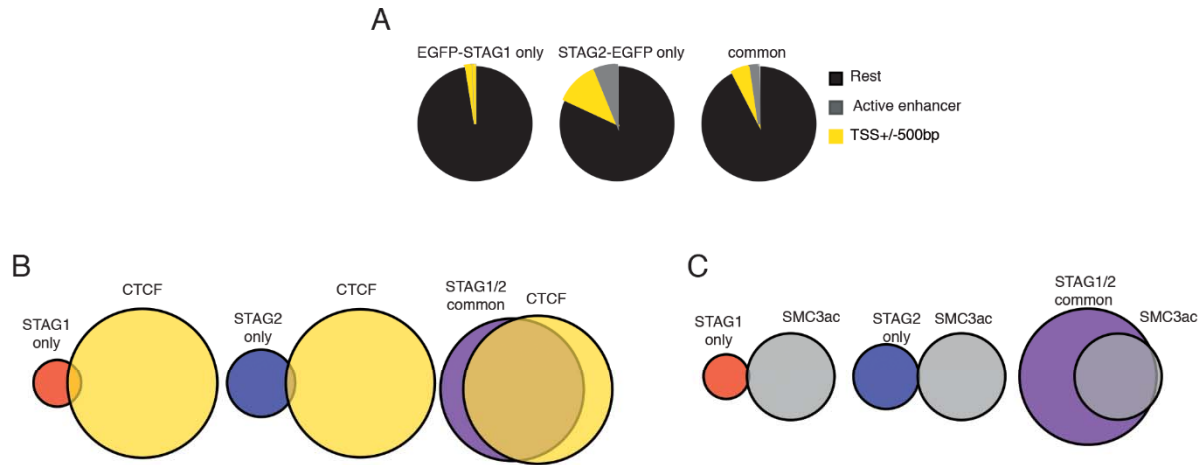 A
EGFP-STAG1 only
STAG2-EGFP only
common
Rest
Active enhancer
TSS+/-500bp
B
STAG1
only
CTCF
STAG2
only
CTCF
STAG1/2
common
CTCF
C
STAG1
only
SMC3ac
STAG2
only
SMC3ac
STAG1/2
common
SMC3ac